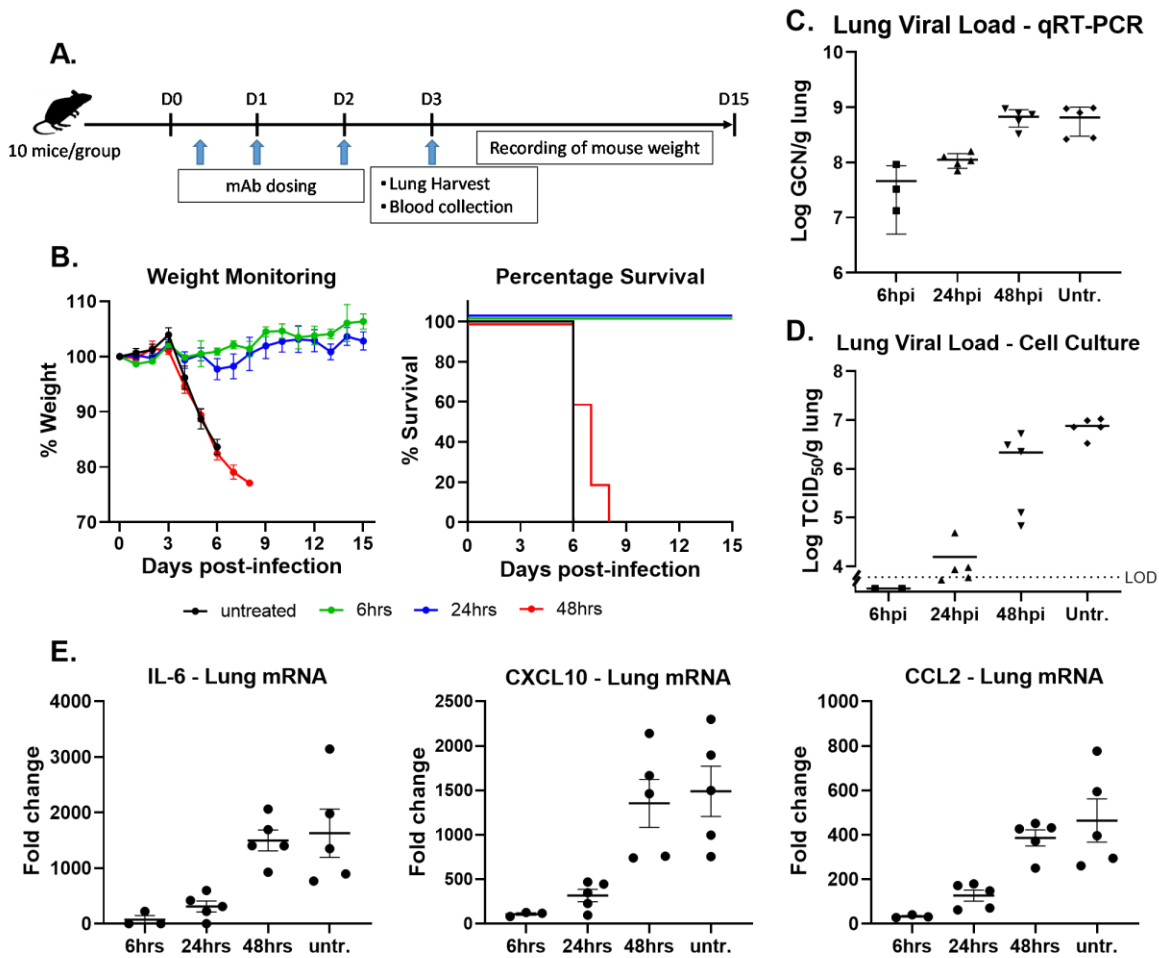 A.
D0 D1 D2 D3 D15
10 mice/group
mAb dosing
▪ Lung Harvest
▪ Blood collection
Recording of mouse weight
B.
Weight Monitoring
% Weight
110
100
90
80
70
0 3 6 9 12 15
Days post-infection
Percentage Survival
% Survival
100
80
60
40
20
0
0 3 6 9 12 15
Days post-infection
untreated 6hrs 24hrs 48hrs
C.
Lung Viral Load - qRT-PCR
Log GCN/g lung
10
9
8
7
6
6hpi 24hpi 48hpi Untr.
D.
Lung Viral Load - Cell Culture
Log TCID50/g lung
7
6
5
4
LOD
6hpi 24hpi 48hpi Untr.
E.
IL-6 - Lung mRNA
Fold change
4000
3000
2000
1000
0
6hrs 24hrs 48hrs untr.
CXCL10 - Lung mRNA
Fold change
2500
2000
1500
1000
500
0
6hrs 24hrs 48hrs untr.
CCL2 - Lung mRNA
Fold change
1000
800
600
400
200
0
6hrs 24hrs 48hrs untr.